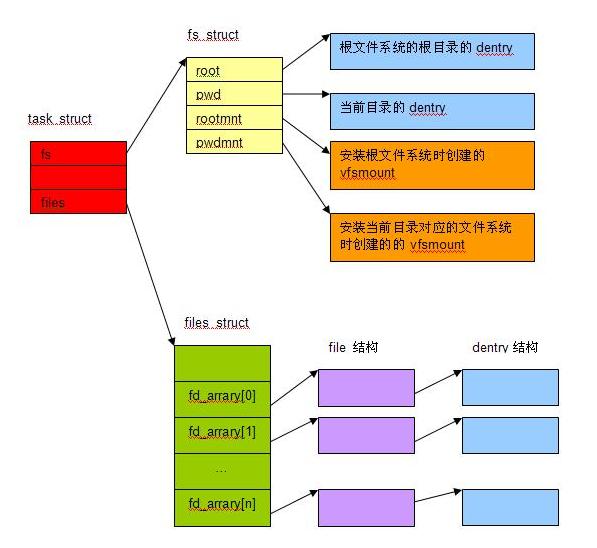 fs_struct
root
pwd
rootmnt
pwdmnt
根文件系统的根目录的 dentry
当前目录的 dentry
安装根文件系统时创建的
vfsmount
安装当前目录对应的文件系统
时创建的的 vfsmount
task_struct
fs
files
files_struct
fd_arrary[0]
fd_arrary[1]
…
fd_arrary[n]
file 结构
dentry 结构